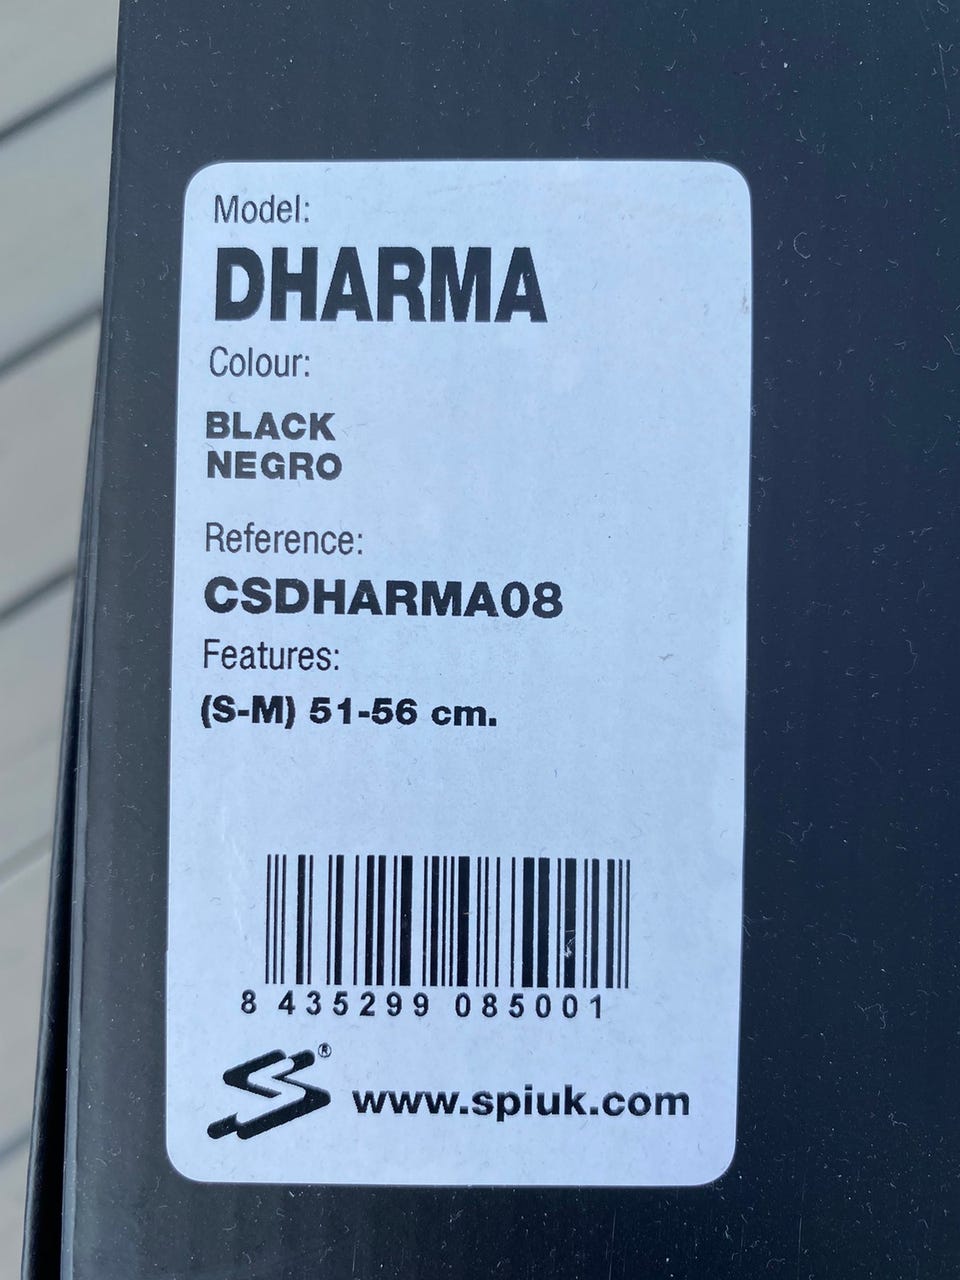 Model:
DHARMA
Colour:
BLACK
NEGRO
Reference:
CSDHARMA08
Features:
(S-M) 51-56 cm.
8 435299 085001
®
www.spiuk.com